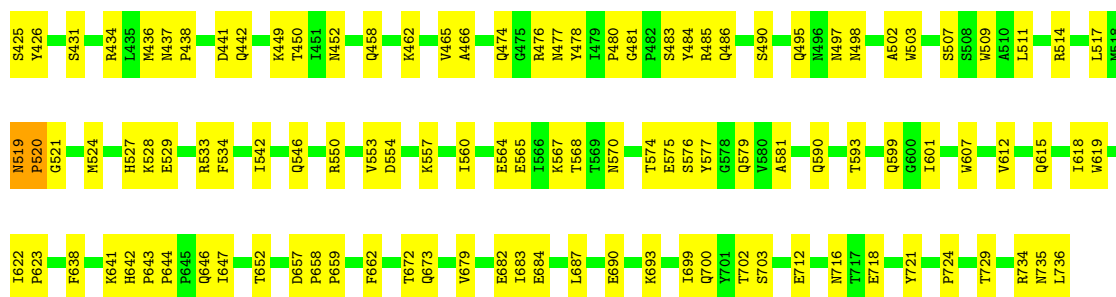 S425 Y426 S431 R434 L435 M436 N437 P438 D441 Q442 K449 T450 I451 N452 Q458 K462 V465 A466 Q474 G475 R476 N477 Y478 I479 P480 G481 P482 S483 Y484 R485 Q486 S490 Q495 N496 N497 N498 A502 W503 S507 S508 W509 A510 L511 R514 L517 M518
N519 P520 G521 M524 H527 K528 E529 R533 F534 I542 Q546 R550 V553 D554 K557 I560 E564 E565 I566 K567 T568 T569 N570 T574 E575 S576 Y577 G578 Q579 V580 A581 Q590 T593 Q599 G600 I601 W607 V612 Q615 I618 W619
I622 P623 F638 K641 H642 P643 P644 P645 Q646 I647 T652 D657 P658 P659 F662 T672 Q673 V679 E682 I683 E684 L687 E690 K693 I699 Q700 Y701 T702 S703 E712 N716 T717 E718 Y721 P724 T729 R734 N735 L736